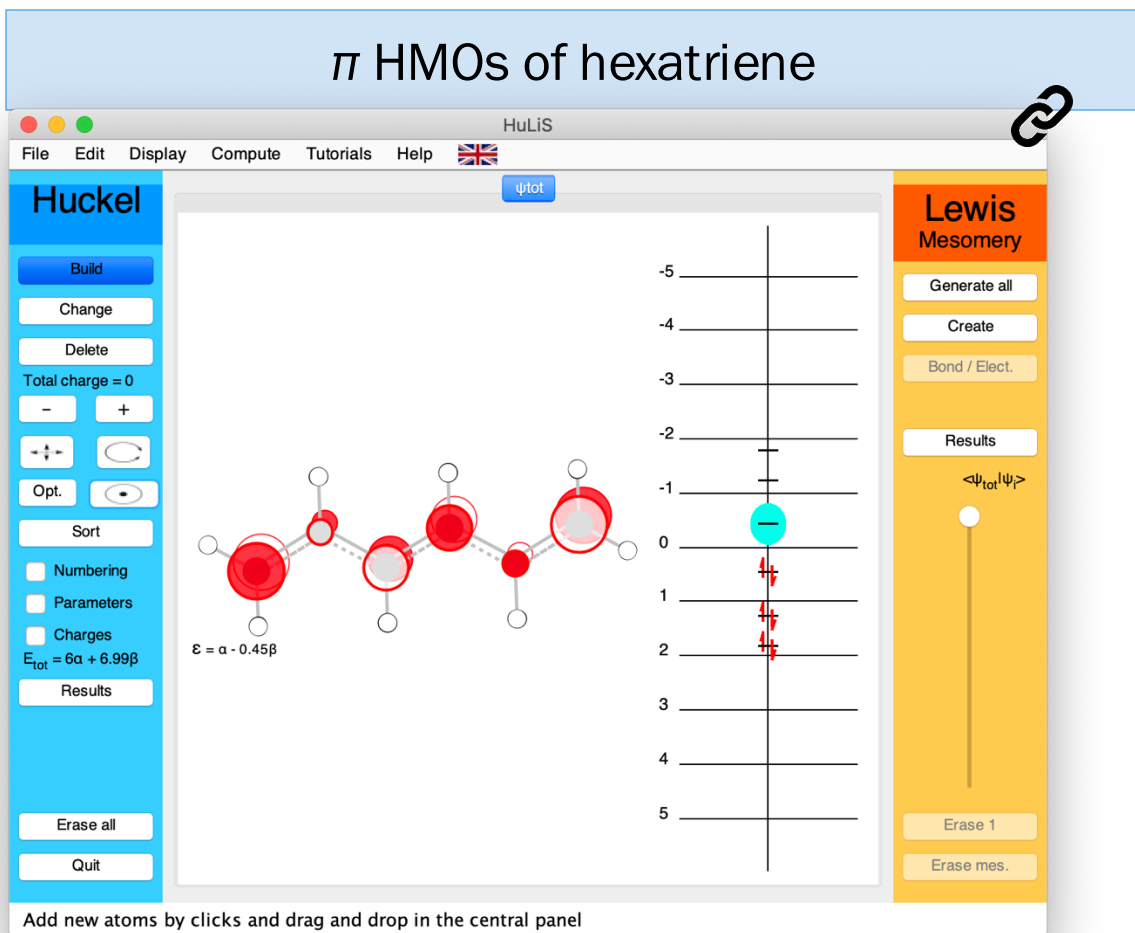 π HMOs of hexatriene
HuLiS
File Edit Display Compute Tutorials Help
ψtot
Huckel
Build
Change
Delete
Total charge = 0
- +
Opt.
Sort
Numbering
Parameters
Charges
Etot = 6α + 6.99β
Results
Erase all
Quit
ε = α - 0.45β
-5
-4
-3
-2
-1
0
1
2
3
4
5
Lewis
Mesomery
Generate all
Create
Bond / Elect.
Results
<ψtot|ψi>
Erase 1
Erase mes.
Add new atoms by clicks and drag and drop in the central panel